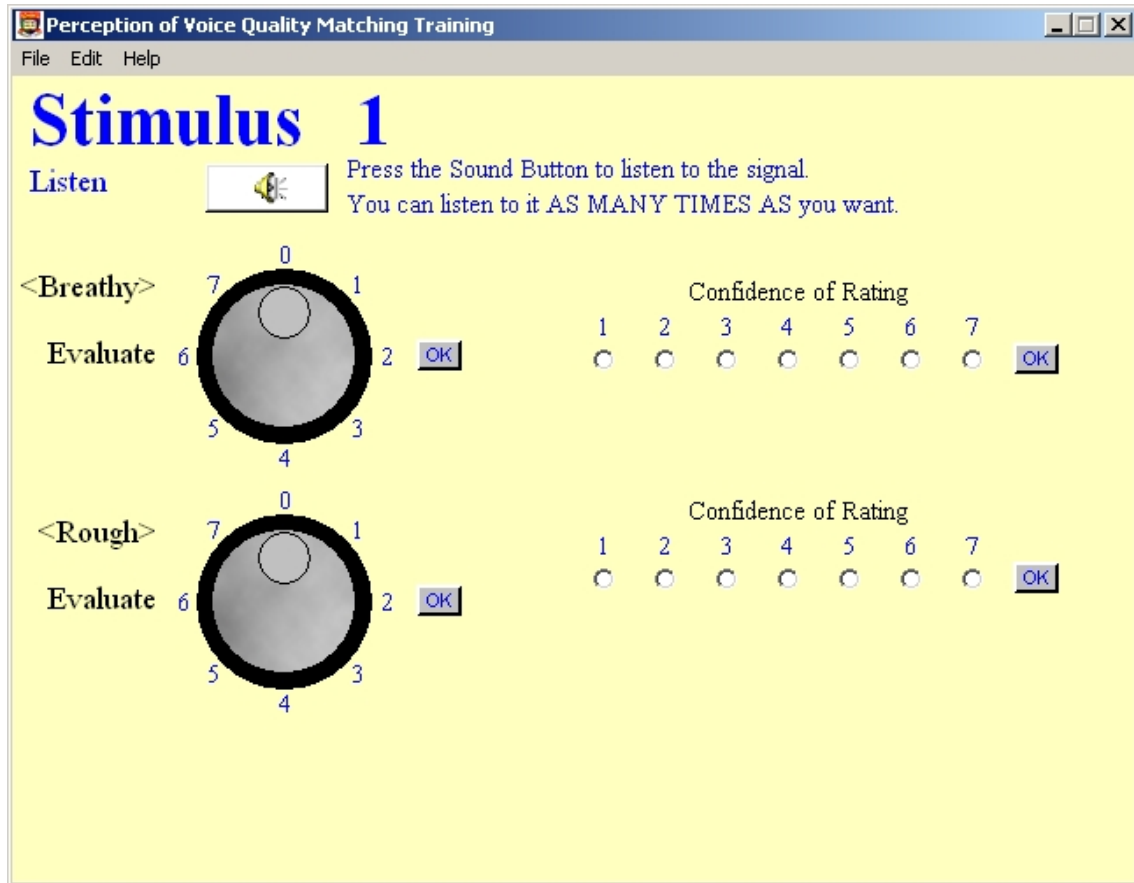 Perception of Voice Quality Matching Training
File Edit Help
Stimulus 1
Listen
Press the Sound Button to listen to the signal.
You can listen to it AS MANY TIMES AS you want.
<Breathy>
Evaluate
0
1
2
3
4
5
6
7
OK
Confidence of Rating
1 2 3 4 5 6 7
OK
<Rough>
Evaluate
0
1
2
3
4
5
6
7
OK
Confidence of Rating
1 2 3 4 5 6 7
OK